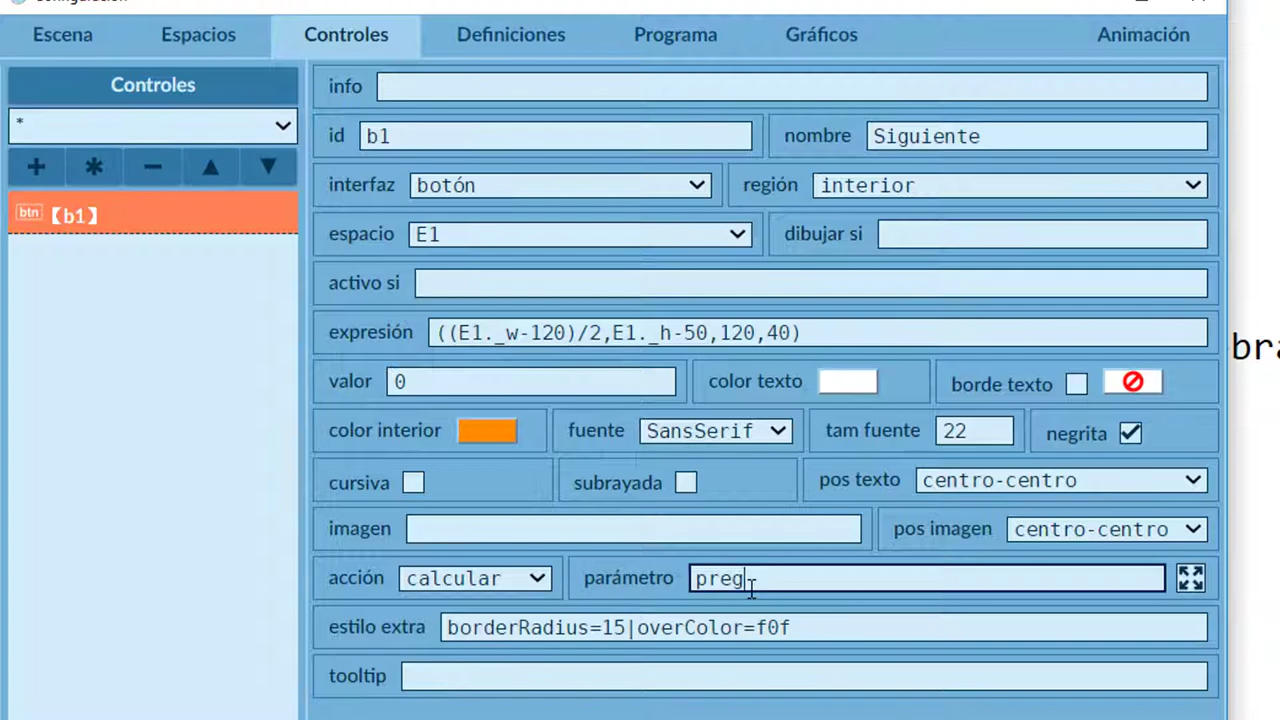 Configuración
Escena Espacios Controles Definiciones Programa Gráficos Animación
Controles
*
btn 【b1】
info
id b1 nombre Siguiente
interfaz botón región interior
espacio E1 dibujar si
activo si
expresión ((E1._w-120)/2,E1._h-50,120,40)
valor 0 color texto borde texto
color interior fuente SansSerif tam fuente 22 negrita
cursiva subrayada pos texto centro-centro
imagen pos imagen centro-centro
acción calcular parámetro preg
estilo extra borderRadius=15|overColor=f0f
tooltip